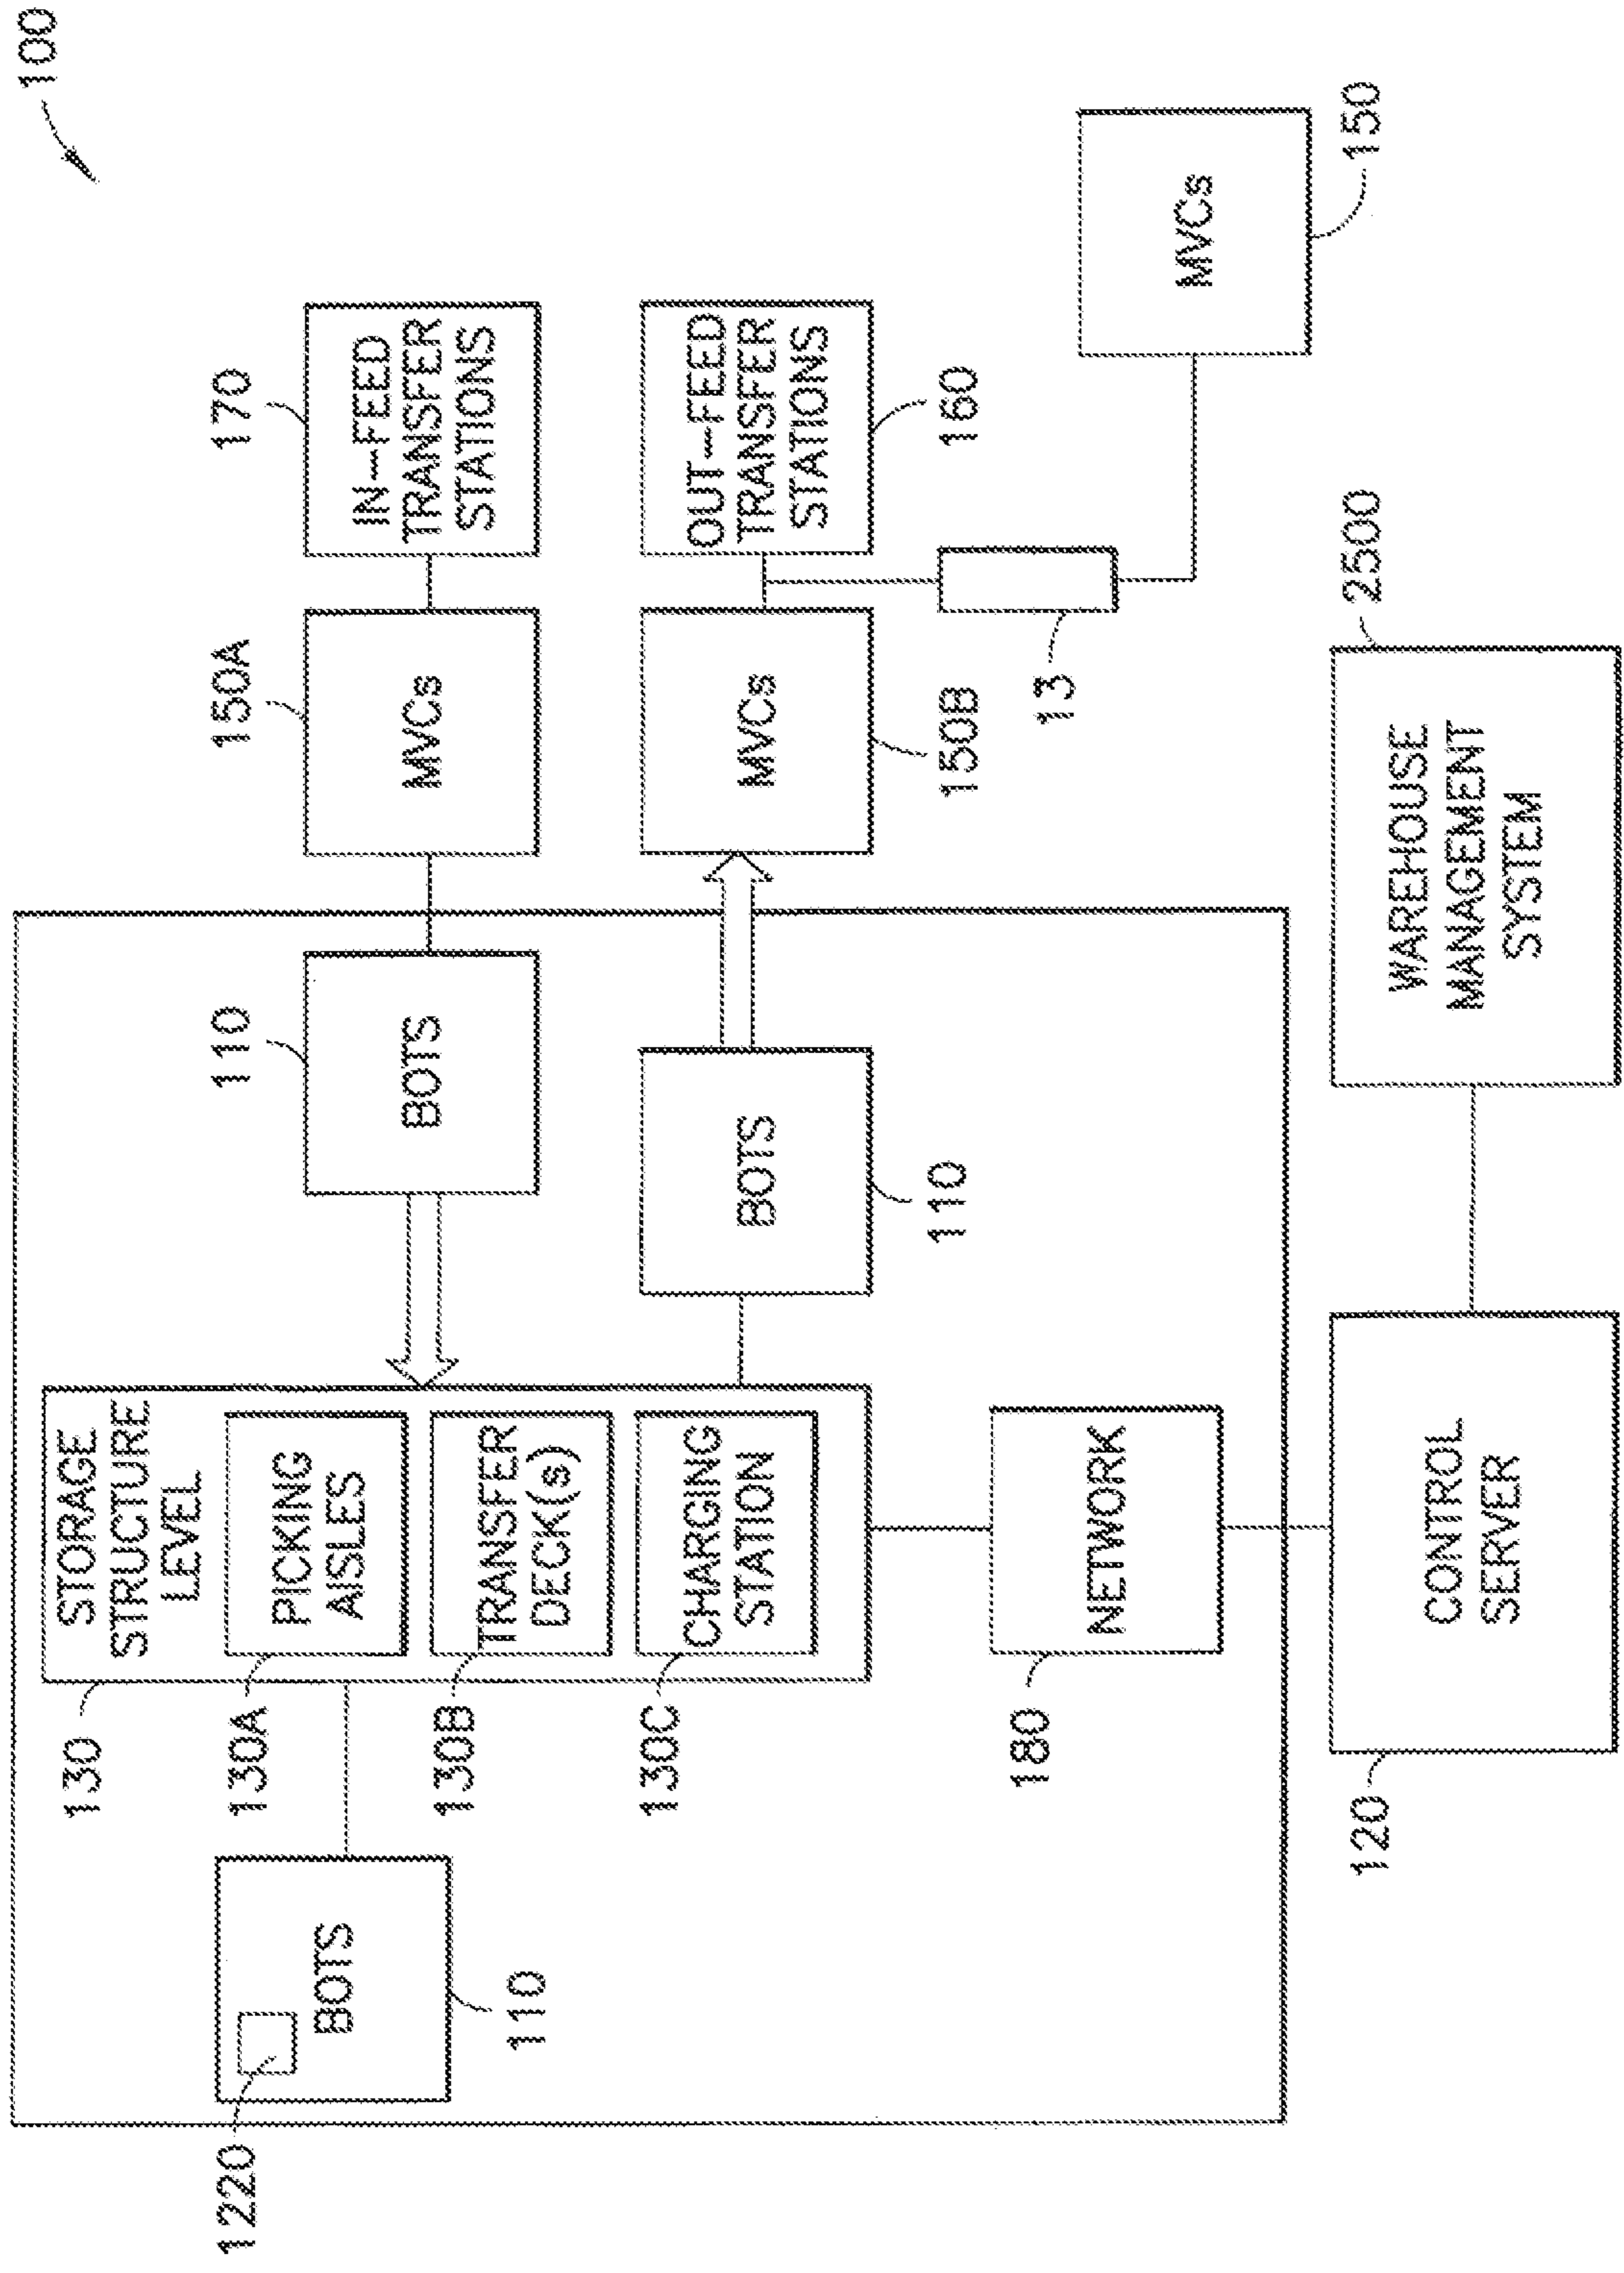 100
130
STORAGE
STRUCTURE
LEVEL
130A
PICKING
AISLES
130B
TRANSFER
DECK(s)
130C
CHARGING
STATION
1220
BOTS
110
110
BOTS
150A
MVCs
170
IN-FEED
TRANSFER
STATIONS
BOTS
110
MVCs
150B
OUT-FEED
TRANSFER
STATIONS
160
13
MVCs
150
180
NETWORK
120
CONTROL
SERVER
WAREHOUSE
MANAGEMENT
SYSTEM
2500